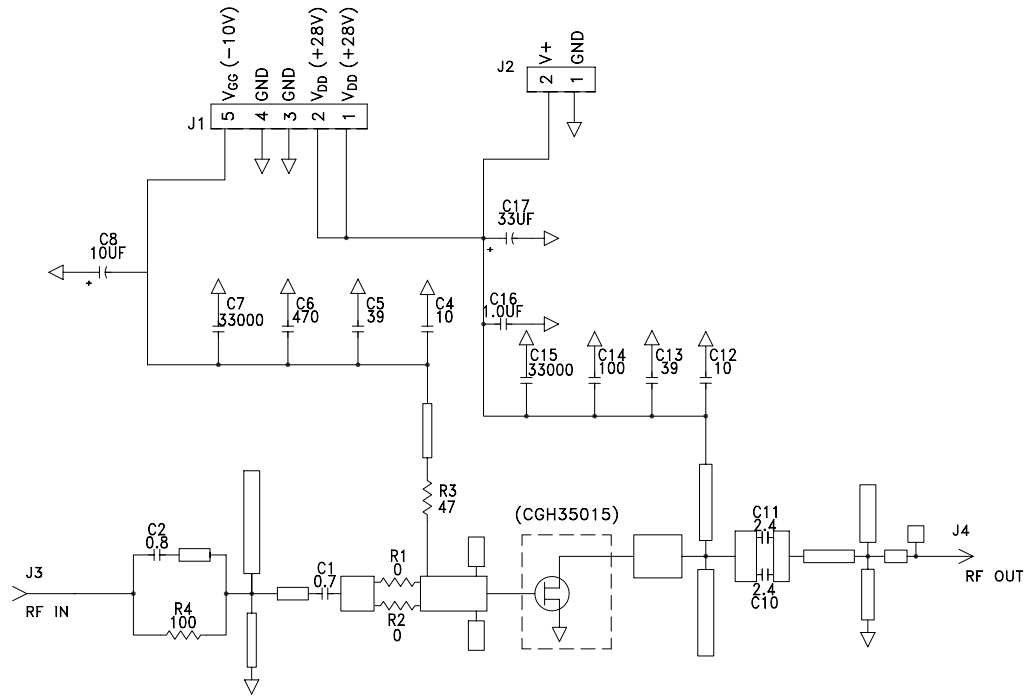 VGG (-10V)
GND
GND
VDD (+28V)
VDD (+28V)
J1
5
4
3
2
1
J2
V+
GND
2
1
C8
10UF
+
C17
33UF
+
C16
1.0UF
C7
33000
C6
470
C5
39
C4
10
C15
33000
C14
100
C13
39
C12
10
R3
47
(CGH35015)
C11
2.4
C10
2.4
J4
RF OUT
C2
0.8
J3
RF IN
R4
100
C1
0.7
R1
0
R2
0